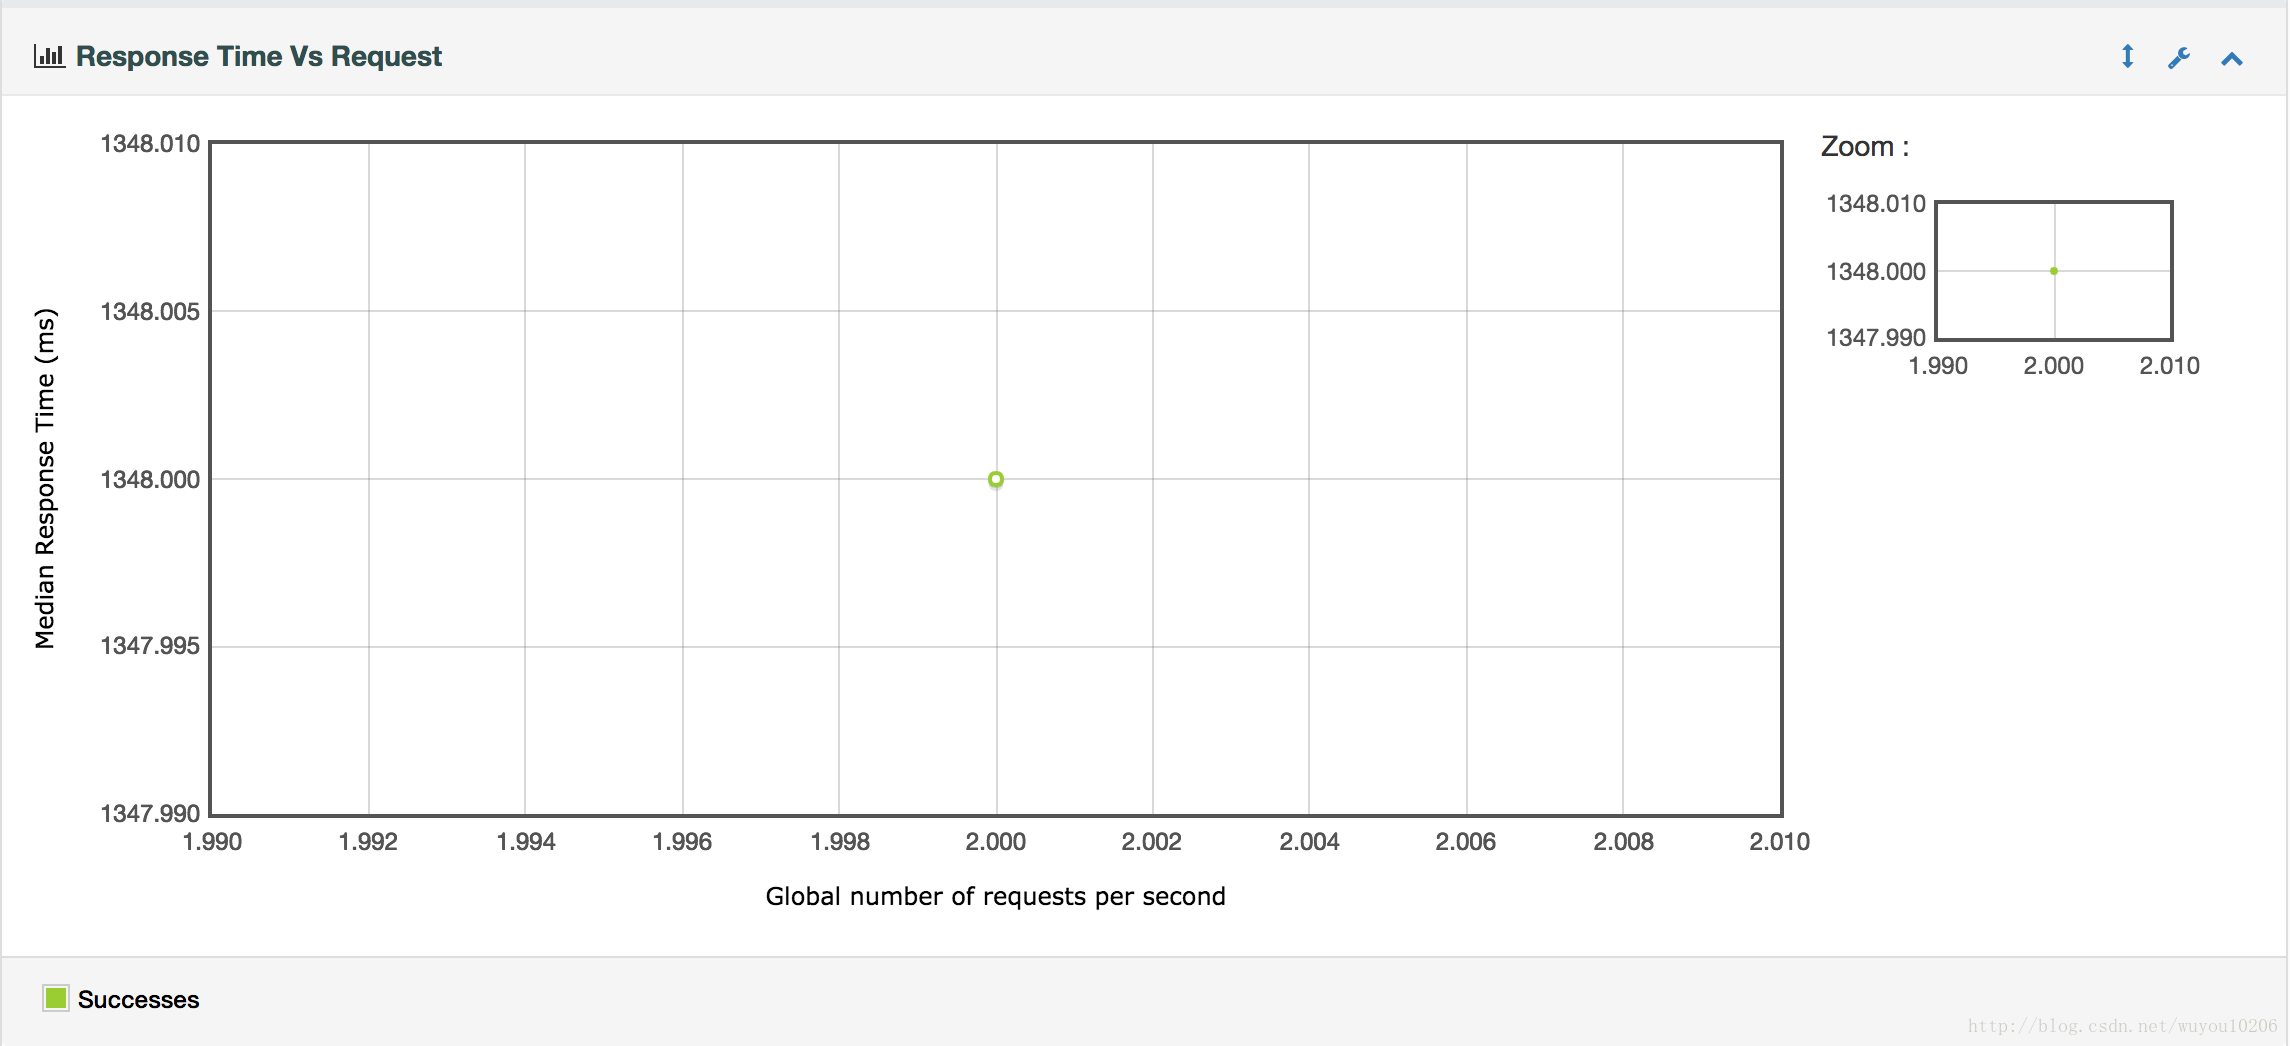 Response Time Vs Request
1348.010
1348.005
1348.000
1347.995
1347.990
Median Response Time (ms)
1.990 1.992 1.994 1.996 1.998 2.000 2.002 2.004 2.006 2.008 2.010
Global number of requests per second
Zoom :
1348.010
1348.000
1347.990
1.990 2.000 2.010
Successes
http://blog.csdn.net/wuyou10206